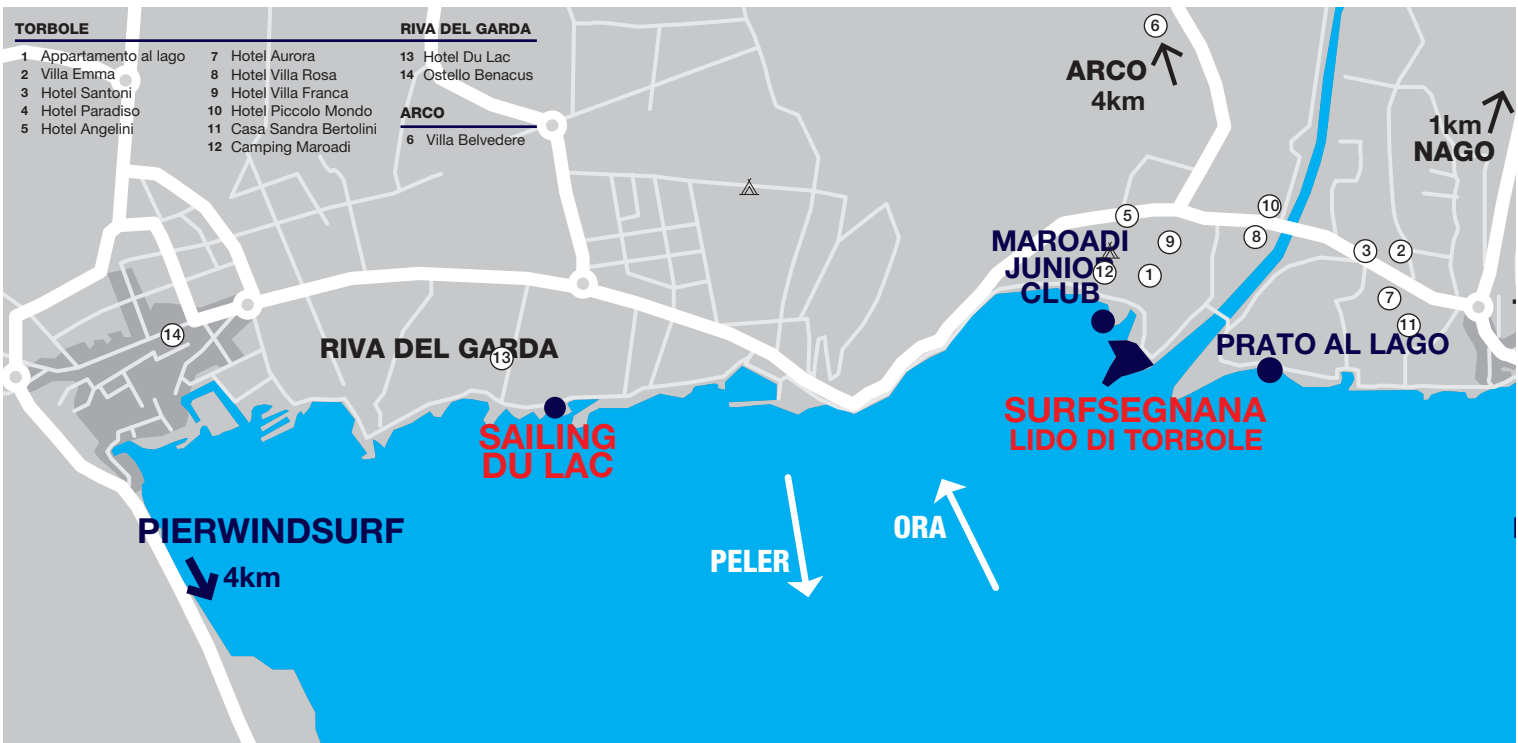 TORBOLE
1 Appartamento al lago
2 Villa Emma
3 Hotel Santoni
4 Hotel Paradiso
5 Hotel Angelini
7 Hotel Aurora
8 Hotel Villa Rosa
9 Hotel Villa Franca
10 Hotel Piccolo Mondo
11 Casa Sandra Bertolini
12 Camping Maroadi
RIVA DEL GARDA
13 Hotel Du Lac
14 Ostello Benacus
ARCO
6 Villa Belvedere
6
ARCO
4km
1km
NAGO
10
5
8
9
MAROADI
JUNIOR
CLUB
12
1
3
2
7
11
14
RIVA DEL GARDA
13
PRATO AL LAGO
SAILING
DU LAC
SURFSEGNANA
LIDO DI TORBOLE
PIERWINDSURF
4km
PELER
ORA